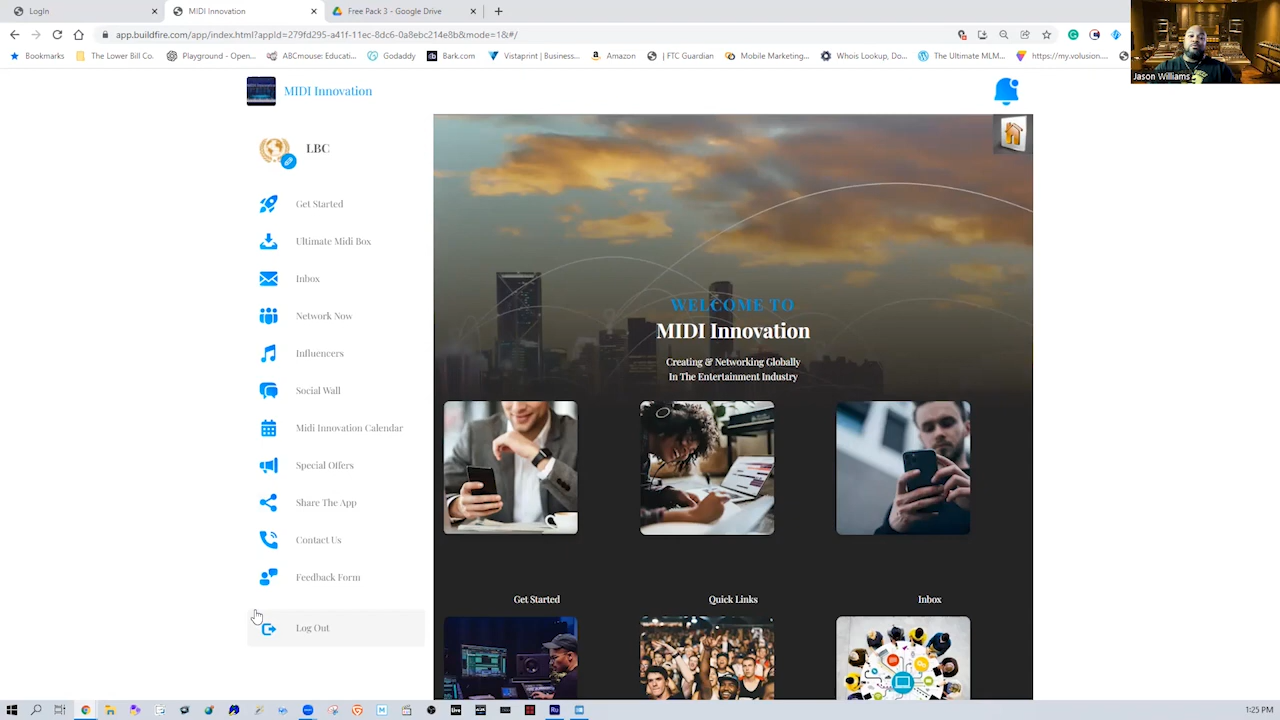 LogIn
MIDI Innovation
Free Pack 3 - Google Drive
app.buildfire.com/app/index.html?appId=279fd295-a41f-11ec-8dc6-0a8ebc214e8b&pcode=1&#/
Bookmarks
The Lower Bill Co.
Playground - Open...
ABCmouse: Educati...
Godaddy
Bark.com
Vistaprint | Business...
Amazon
| FTC Guardian
Mobile Marketing...
Whois Lookup, Do...
The Ultimate MLM...
https://my.volusion....
Jason Williams
MIDI Innovation
LBC
Get Started
Ultimate Midi Box
Inbox
Network Now
Influencers
Social Wall
Midi Innovation Calendar
Special Offers
Share The App
Contact Us
Feedback Form
Log Out
WELCOME TO
MIDI Innovation
Creating & Networking Globally
In The Entertainment Industry
Get Started
Quick Links
Inbox
1:25 PM